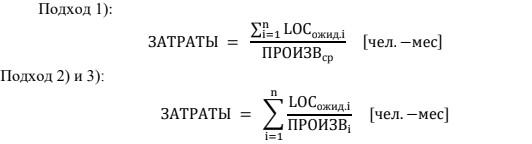 Подход 1):
ЗАТРАТЫ = ∑ⁿᵢ₌₁ LOCожид.i / ПРОИЗВср [чел. −мес]
Подход 2) и 3):
ЗАТРАТЫ = ∑ⁿᵢ₌₁ LOCожид.i / ПРОИЗВi [чел. −мес]